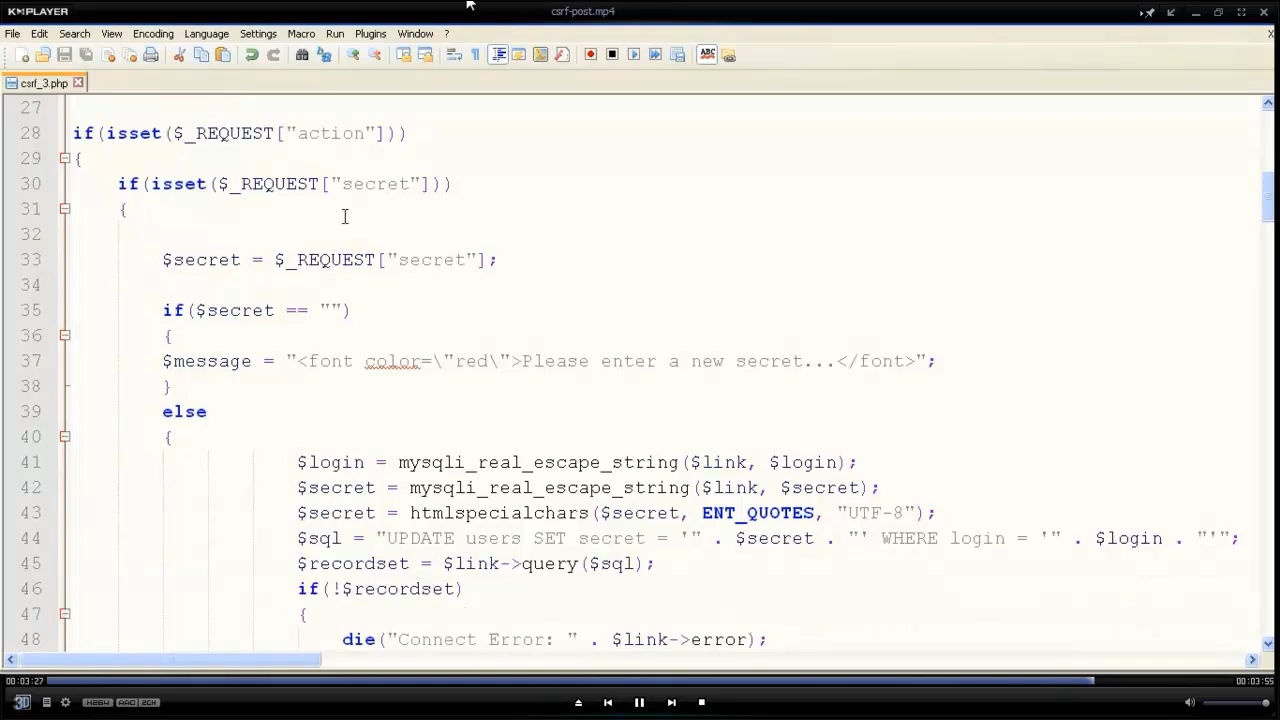 KMPLAYER
csrf-post.mp4
File Edit Search View Encoding Language Settings Macro Run Plugins Window ? X
ABC
csrf_3.php
27
28 if(isset($_REQUEST["action"]))
29 {
30 if(isset($_REQUEST["secret"]))
31 {
32
33 $secret = $_REQUEST["secret"];
34
35 if($secret == "")
36 {
37 $message = "<font color=\"red\">Please enter a new secret...</font>";
38 }
39 else
40 {
41 $login = mysqli_real_escape_string($link, $login);
42 $secret = mysqli_real_escape_string($link, $secret);
43 $secret = htmlspecialchars($secret, ENT_QUOTES, "UTF-8");
44 $sql = "UPDATE users SET secret = '" . $secret . "' WHERE login = '" . $login . "'";
45 $recordset = $link->query($sql);
46 if(!$recordset)
47 {
48 die("Connect Error: " . $link->error);
00:03:27 00:03:55
3D H264 AAC 2CH